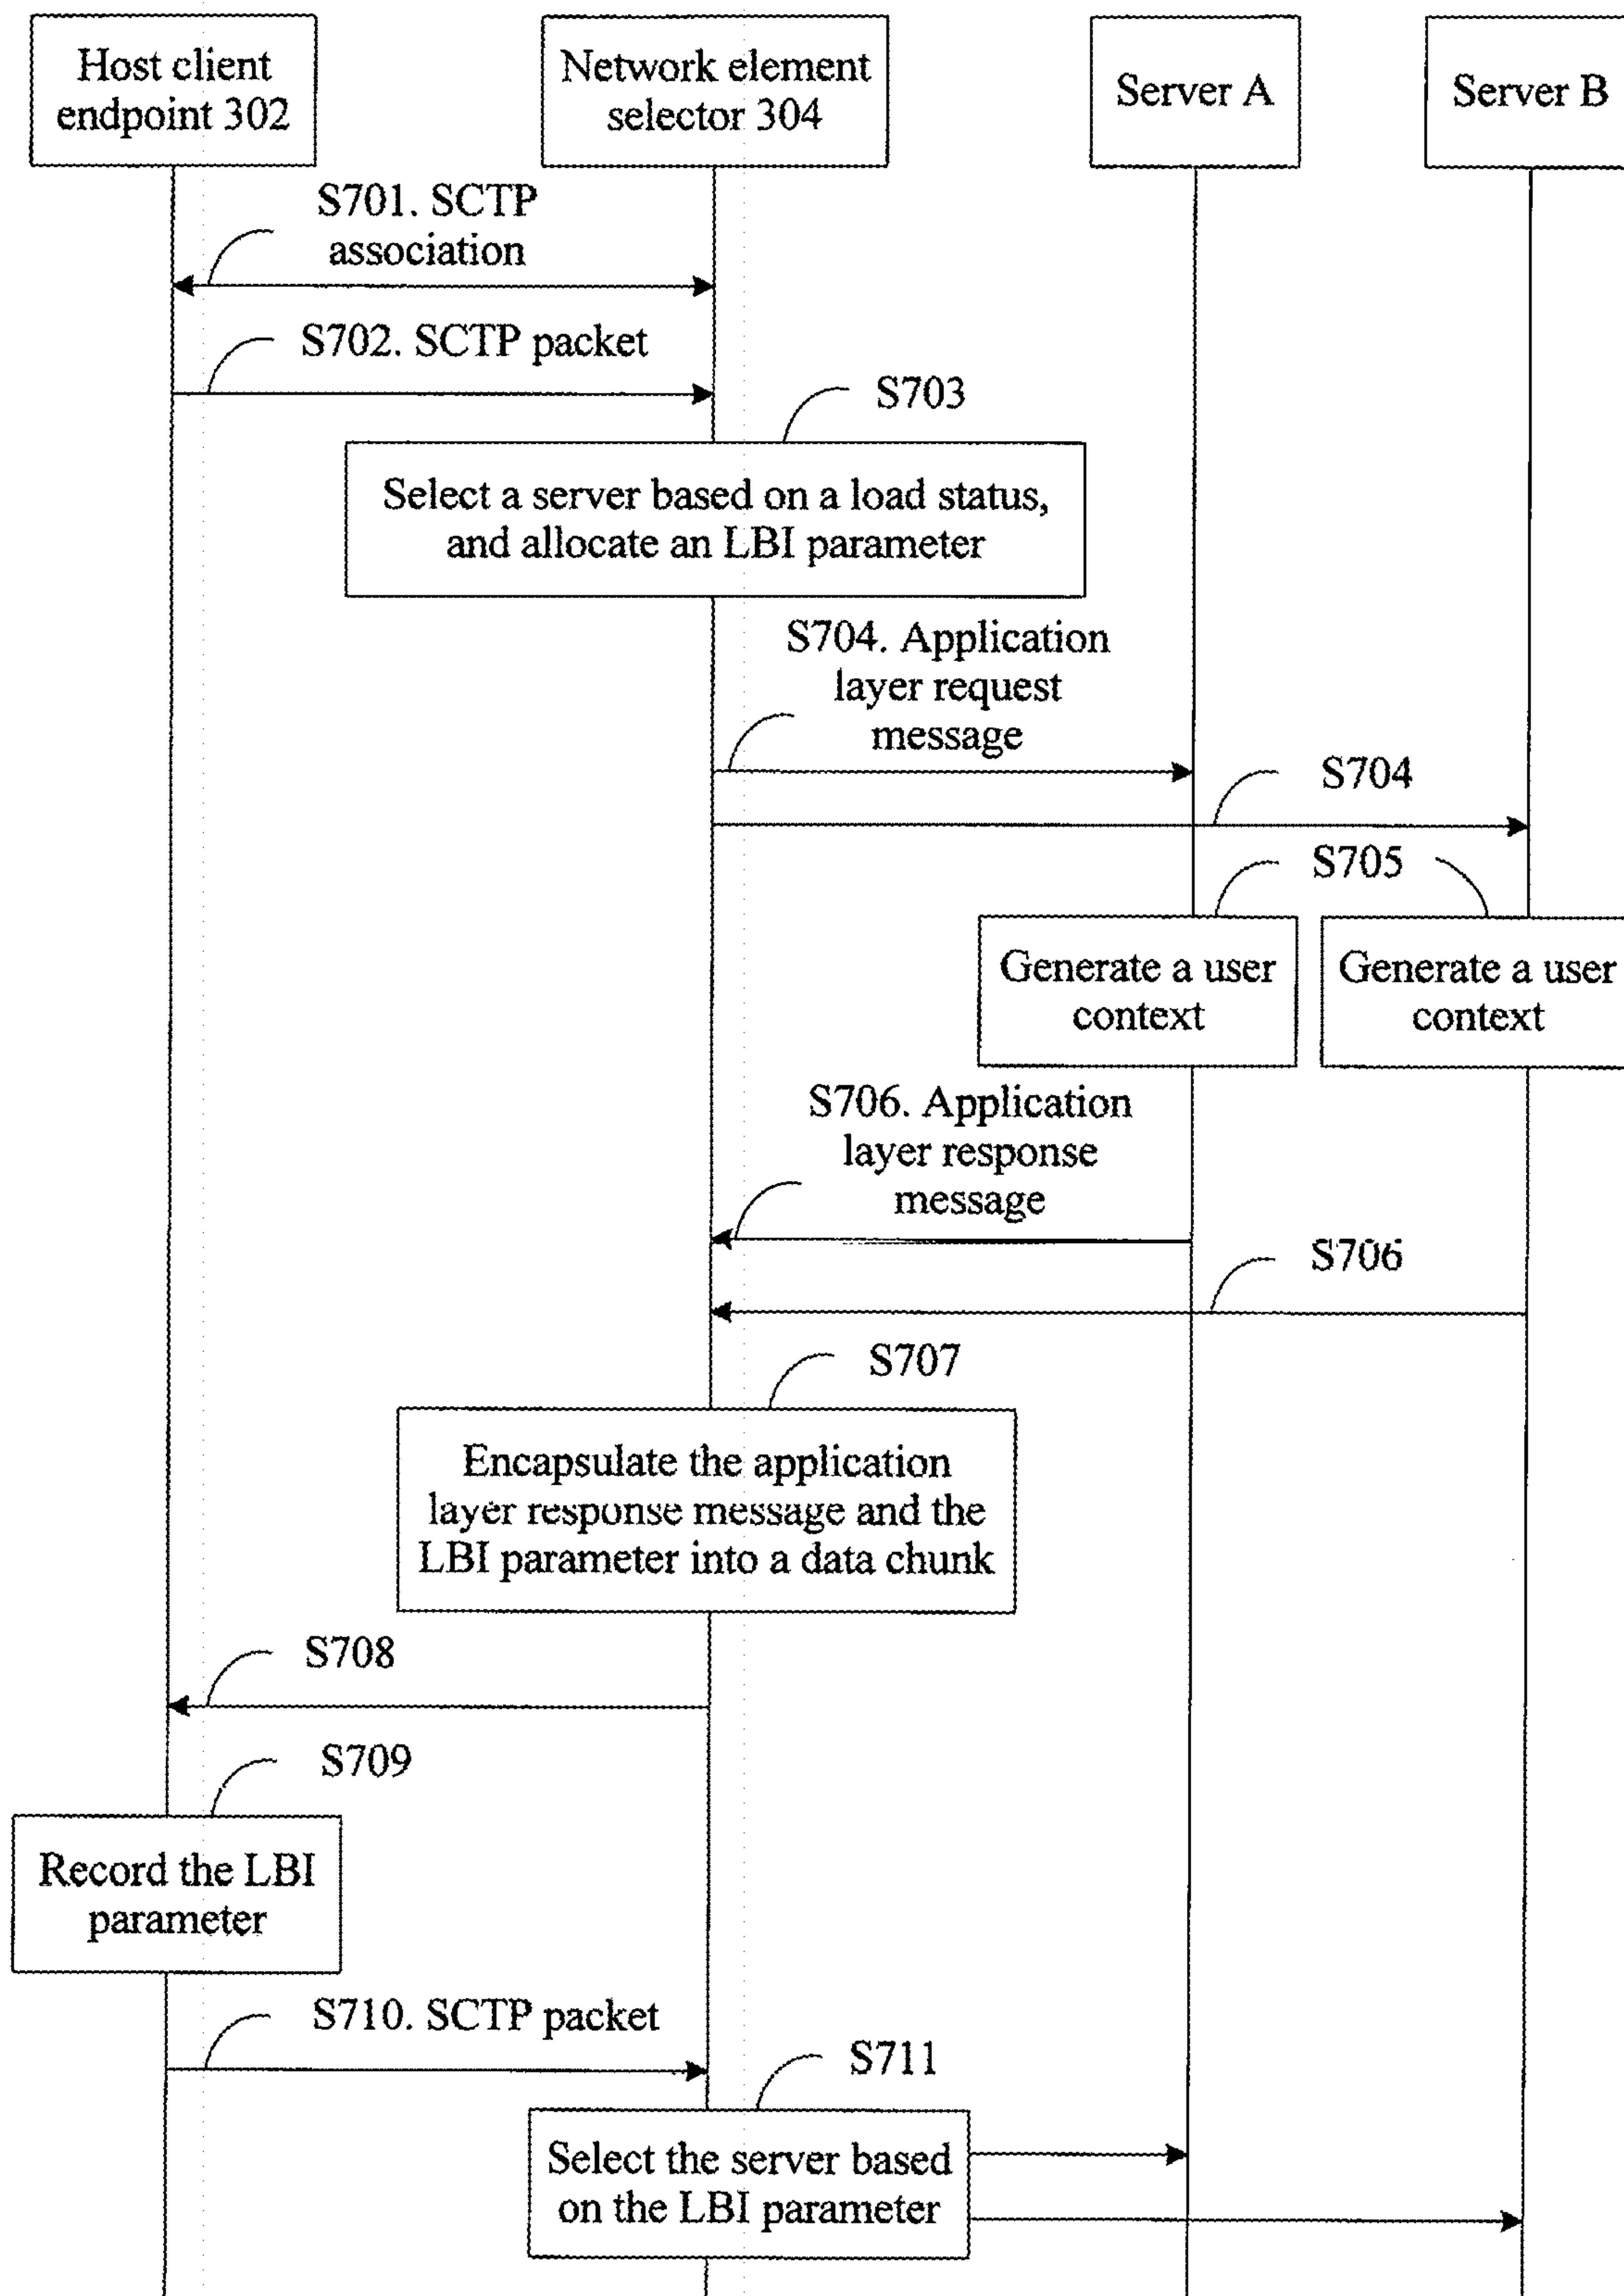 Host client
endpoint 302
Network element
selector 304
Server A
Server B
S701. SCTP
association
S702. SCTP packet
S703
Select a server based on a load status,
and allocate an LBI parameter
S704. Application
layer request
message
S704
S705
Generate a user
context
Generate a user
context
S706. Application
layer response
message
S706
S707
Encapsulate the application
layer response message and the
LBI parameter into a data chunk
S708
S709
Record the LBI
parameter
S710. SCTP packet
S711
Select the server based
on the LBI parameter